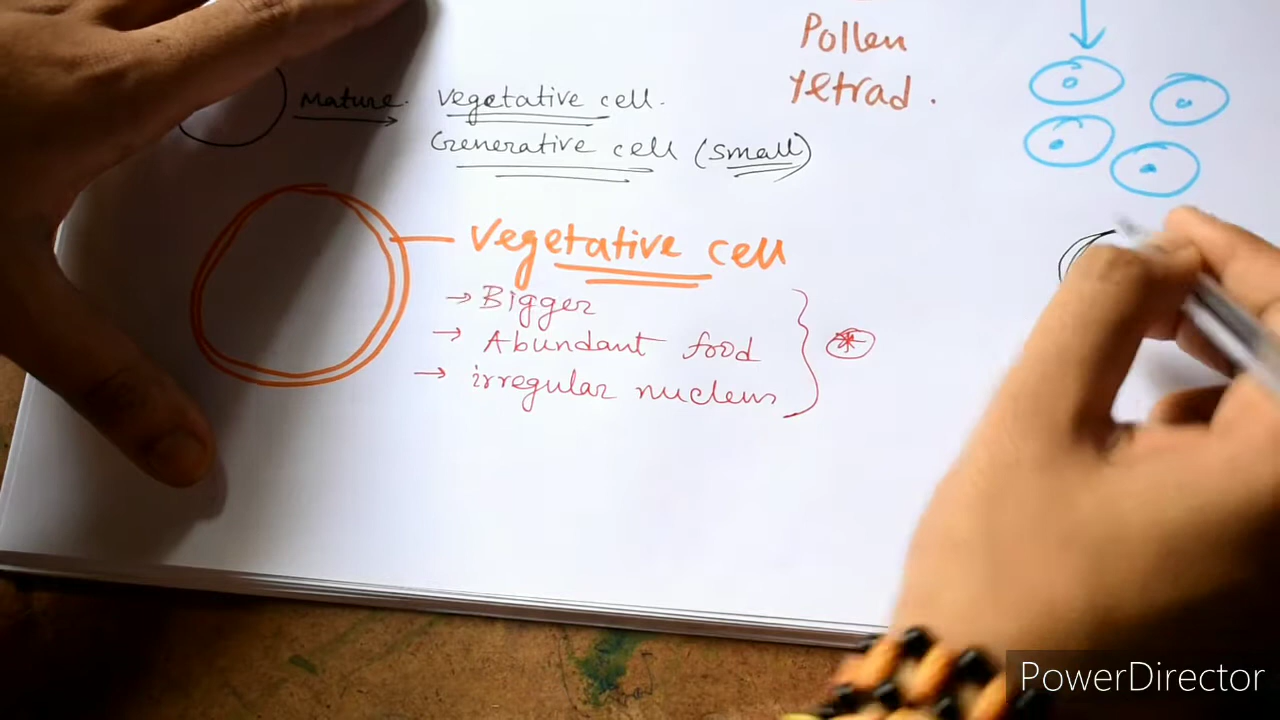 Pollen
Tetrad.
Mature. vegetative cell.
Generative cell (small)
vegetative cell
→ Bigger
→ Abundant food
→ irregular nucleus
PowerDirector